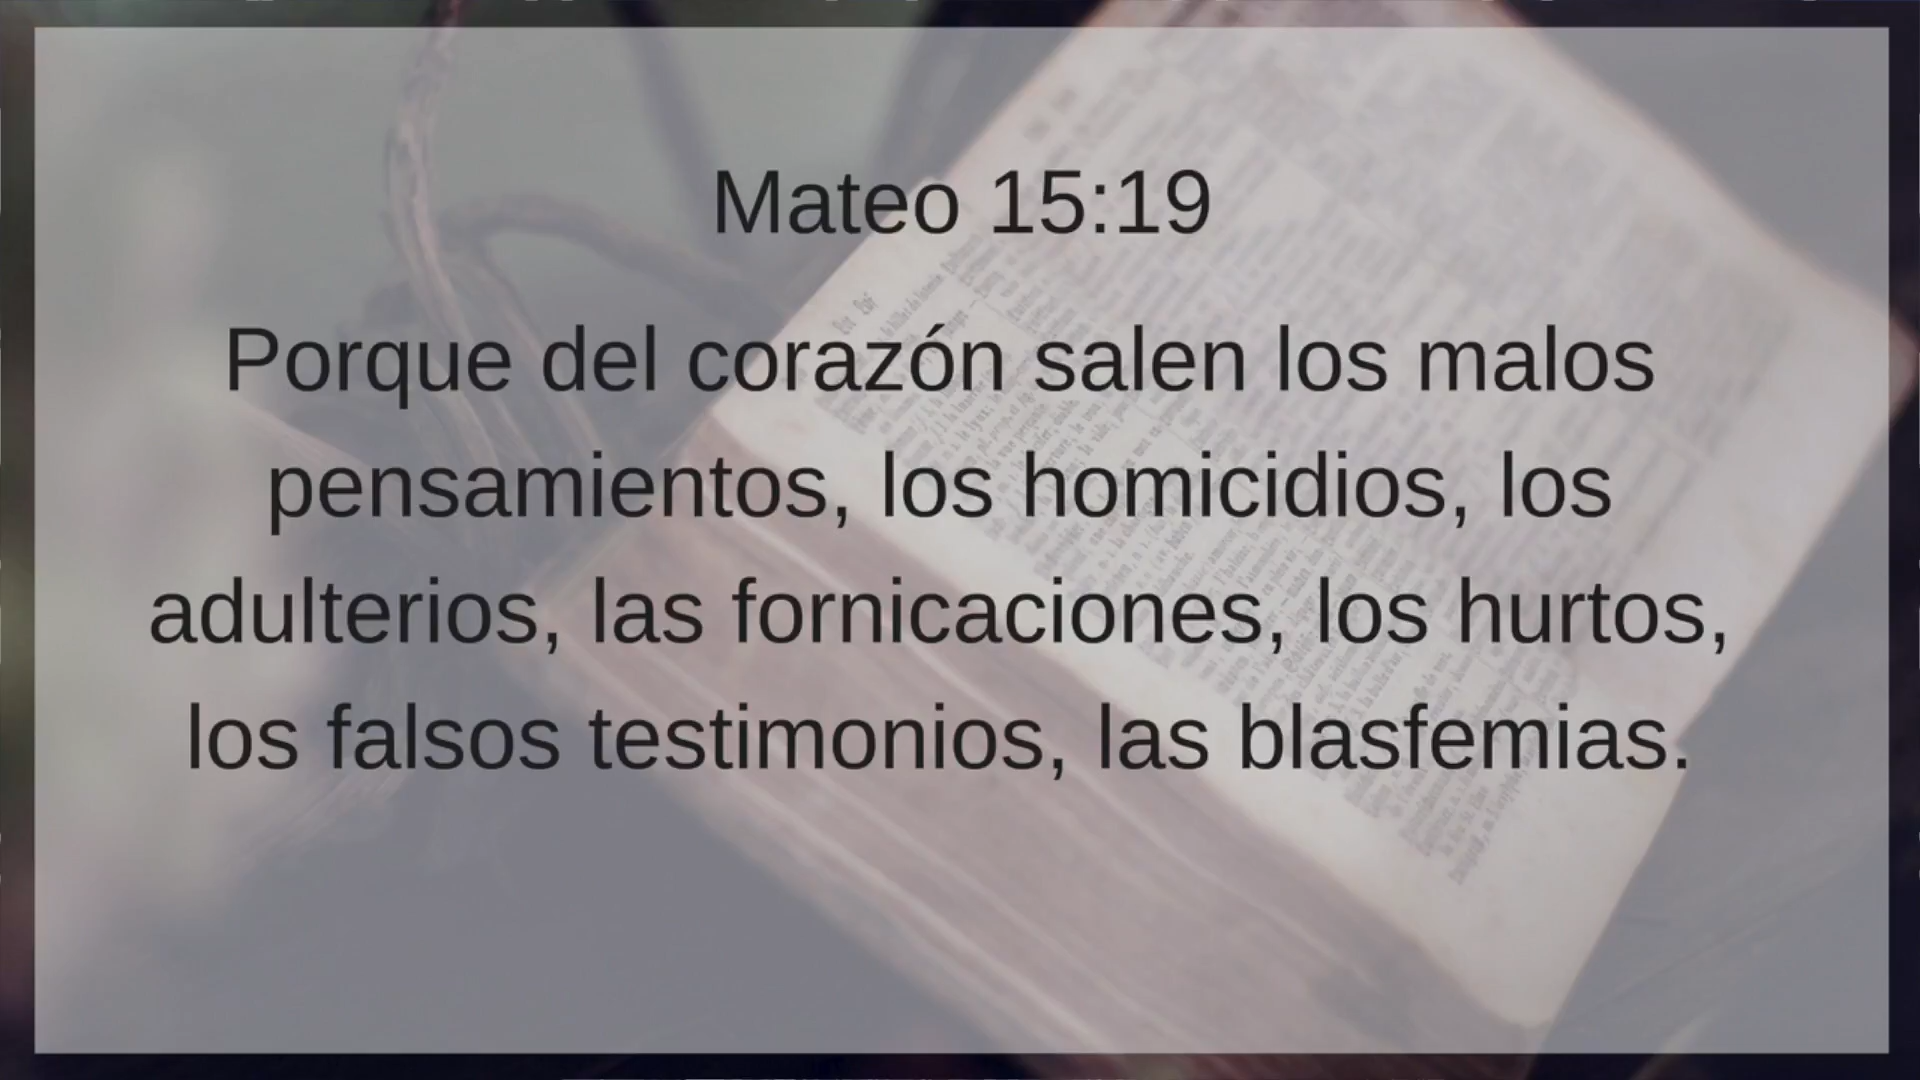 Mateo 15:19
Porque del corazón salen los malos
pensamientos, los homicidios, los
adulterios, las fornicaciones, los hurtos,
los falsos testimonios, las blasfemias.